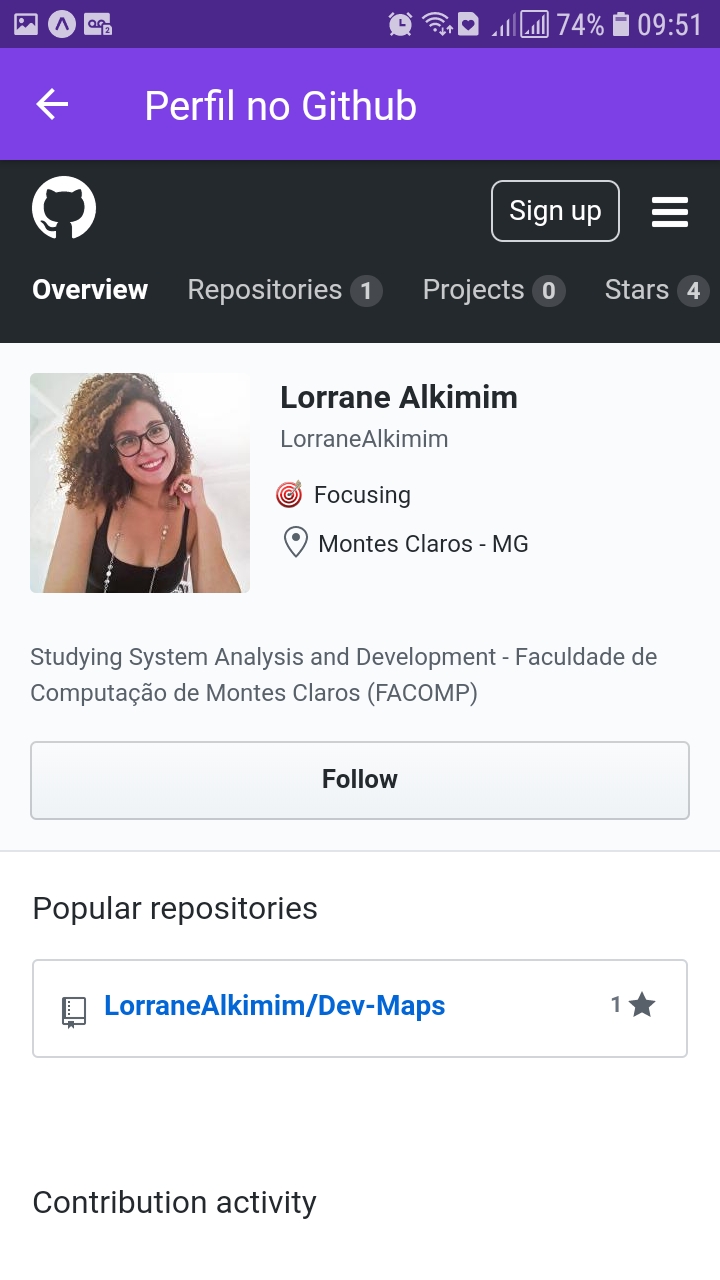 74% 09:51
Perfil no Github
Sign up
Overview Repositories 1 Projects 0 Stars 4
Lorrane Alkimim
LorraneAlkimim
Focusing
Montes Claros - MG
Studying System Analysis and Development - Faculdade de
Computação de Montes Claros (FACOMP)
Follow
Popular repositories
LorraneAlkimim/Dev-Maps 1
Contribution activity